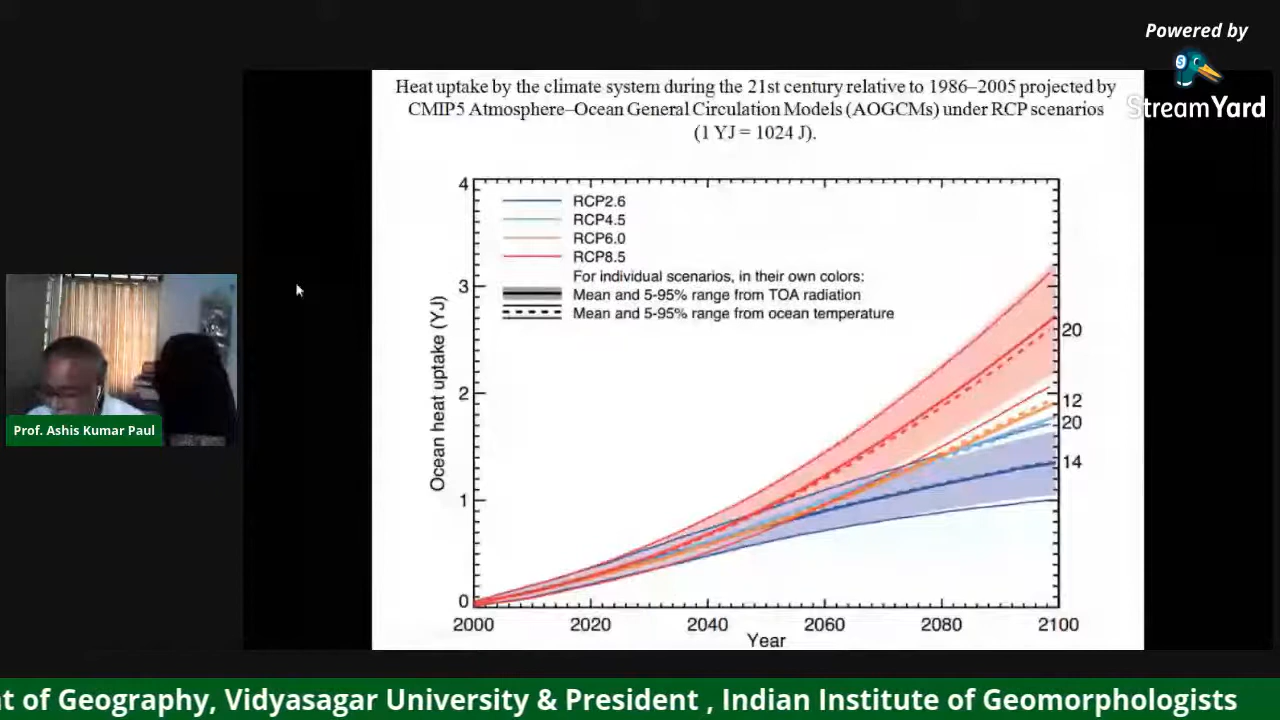 Powered by
StreamYard
Heat uptake by the climate system during the 21st century relative to 1986–2005 projected by
CMIP5 Atmosphere–Ocean General Circulation Models (AOGCMs) under RCP scenarios
(1 YJ = 1024 J).
4
3
2
1
0
Ocean heat uptake (YJ)
RCP2.6
RCP4.5
RCP6.0
RCP8.5
For individual scenarios, in their own colors:
Mean and 5-95% range from TOA radiation
Mean and 5-95% range from ocean temperature
20
12
20
14
2000 2020 2040 2060 2080 2100
Year
Prof. Ashis Kumar Paul
t of Geography, Vidyasagar University & President , Indian Institute of Geomorphologists